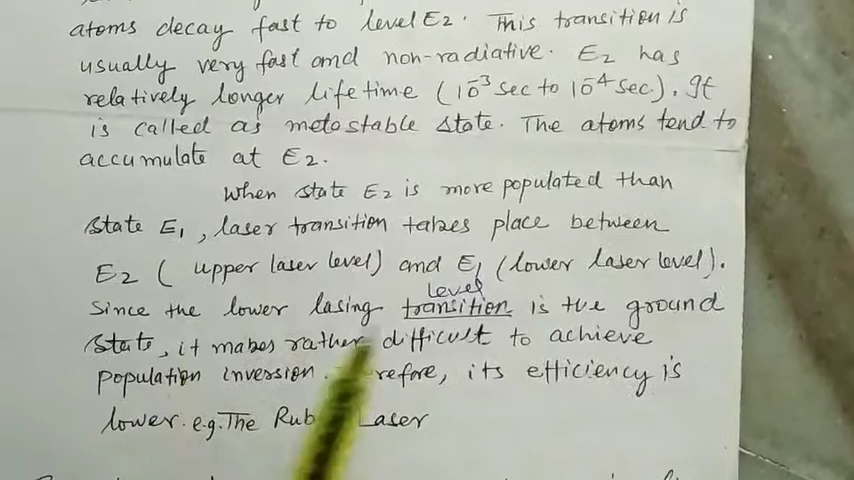 atoms decay fast to level E2. This transition is
usually very fast and non-radiative. E2 has
relatively longer lifetime (10^-3 sec to 10^-4 sec.). It
is called as metastable state. The atoms tend to
accumulate at E2.
When state E2 is more populated than
state E1, laser transition takes place between
E2 (upper laser level) and E1 (lower laser level).
level
Since the lower lasing transition is the ground
state, it makes rather difficult to achieve
population inversion. refore, its efficiency is
lower. e.g. The Rub Laser